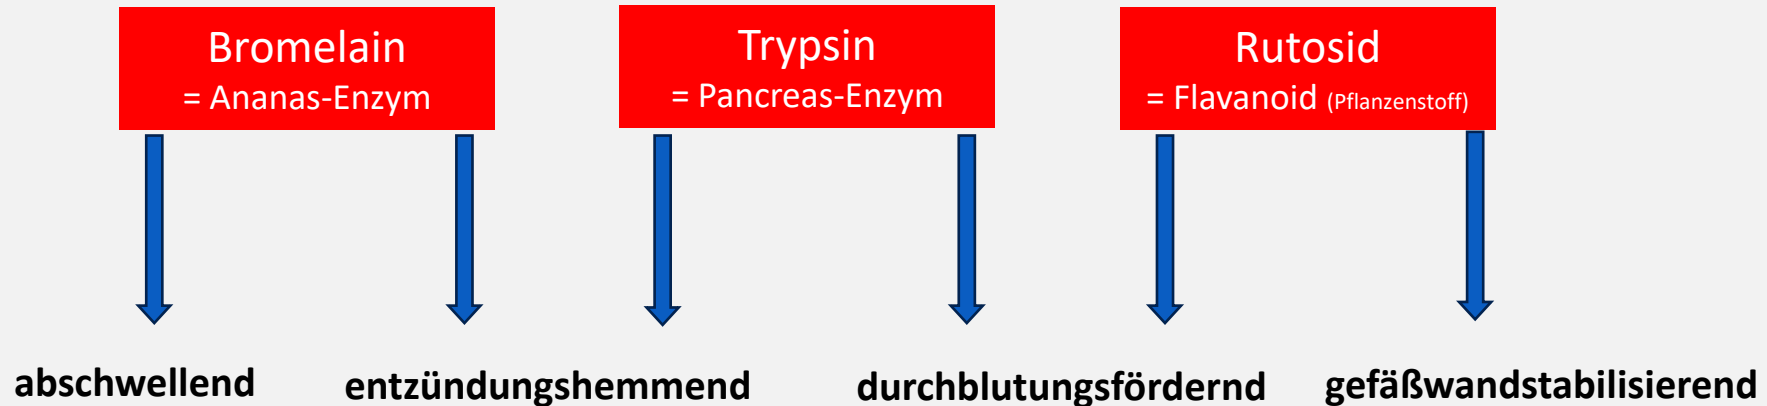 Bromelain
= Ananas-Enzym
Trypsin
= Pancreas-Enzym
Rutosid
= Flavanoid (Pflanzenstoff)
abschwellend
entzündungshemmend
durchblutungsfördernd
gefäßwandstabilisierend